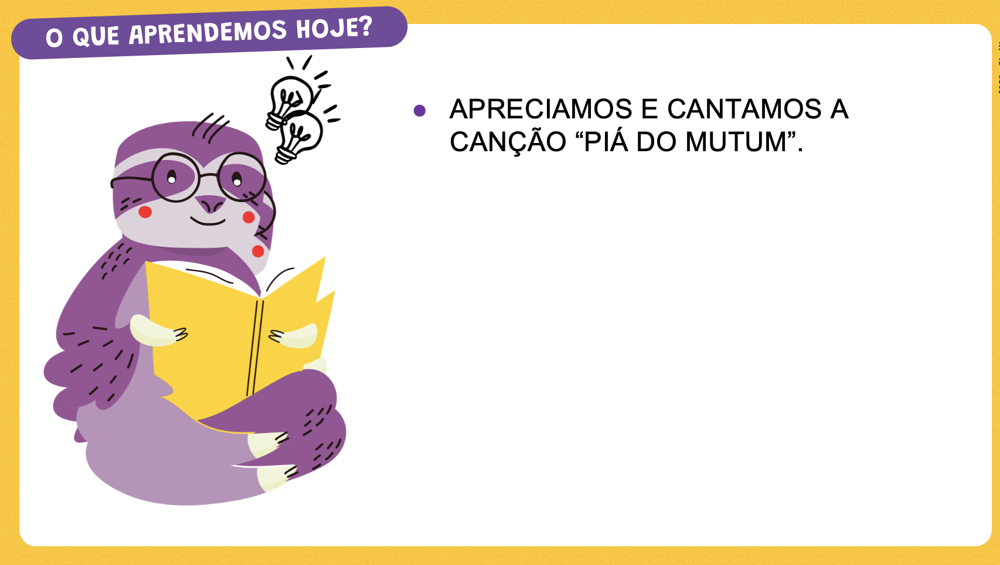 O QUE APRENDEMOS HOJE?
APRECIAMOS E CANTAMOS A
CANÇÃO “PIÁ DO MUTUM”.